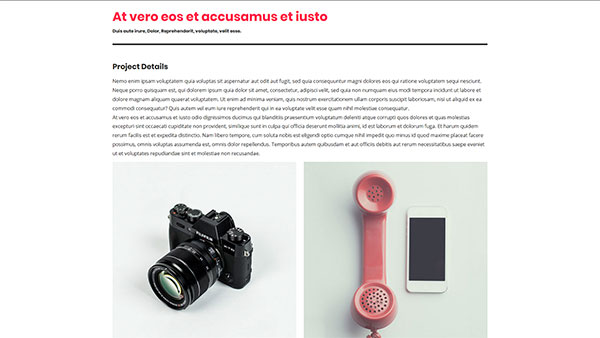 At vero eos et accusamus et iusto
Duis aute irure, Dolor, Reprehenderit, voluptate, velit esse.
Project Details
Nemo enim ipsam voluptatem quia voluptas sit aspernatur aut odit aut fugit, sed quia consequuntur magni dolores eos qui ratione voluptatem sequi nesciunt.
Neque porro quisquam est, qui dolorem ipsum quia dolor sit amet, consectetur, adipisci velit, sed quia non numquam eius modi tempora incidunt ut labore et
dolore magnam aliquam quaerat voluptatem. Ut enim ad minima veniam, quis nostrum exercitationem ullam corporis suscipit laboriosam, nisi ut aliquid ex ea
commodi consequatur? Quis autem vel eum iure reprehenderit qui in ea voluptate velit esse quam nihil molestiae consequatur.
At vero eos et accusamus et iusto odio dignissimos ducimus qui blanditiis praesentium voluptatum deleniti atque corrupti quos dolores et quas molestias
excepturi sint occaecati cupiditate non provident, similique sunt in culpa qui officia deserunt mollitia animi, id est laborum et dolorum fuga. Et harum quidem
rerum facilis est et expedita distinctio. Nam libero tempore, cum soluta nobis est eligendi optio cumque nihil impedit quo minus id quod maxime placeat facere
possimus, omnis voluptas assumenda est, omnis dolor repellendus. Temporibus autem quibusdam et aut officiis debitis aut rerum necessitatibus saepe eveniet
ut et voluptates repudiandae sint et molestiae non recusandae.
FUJIFILM